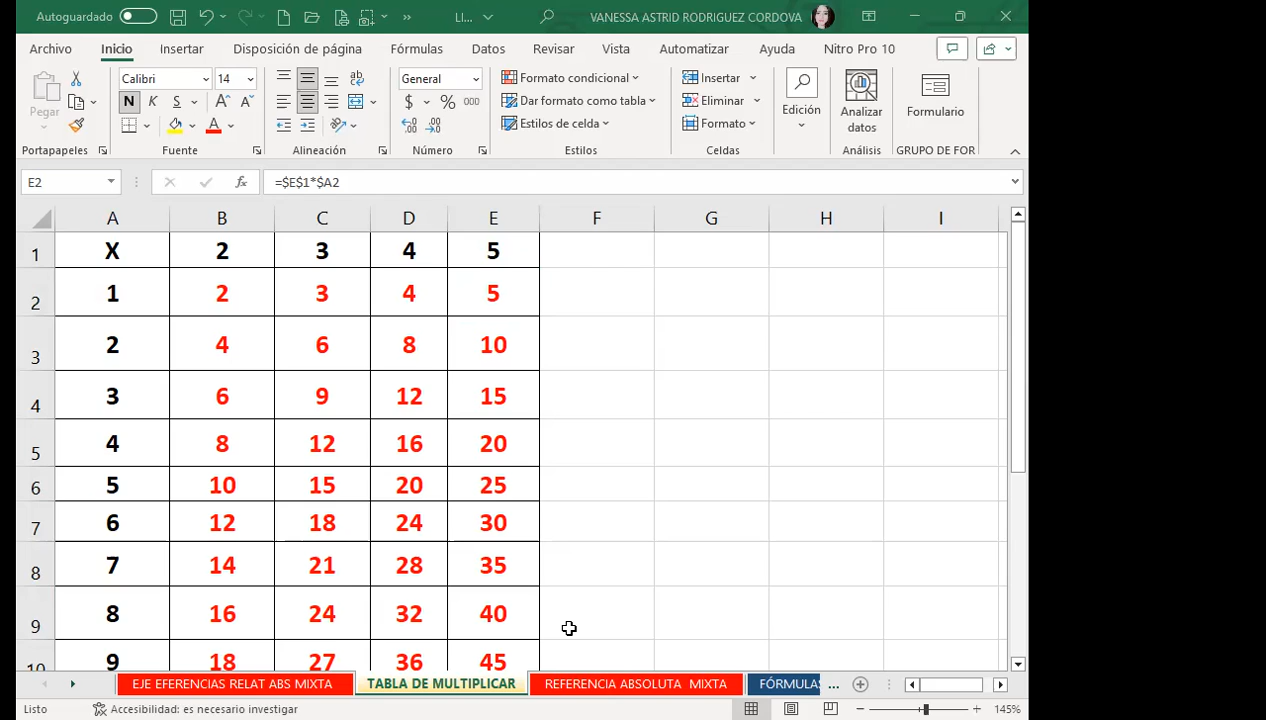 Autoguardado LI... VANESSA ASTRID RODRIGUEZ CORDOVA
Archivo Inicio Insertar Disposición de página Fórmulas Datos Revisar Vista Automatizar Ayuda Nitro Pro 10
Pegar Calibri 14 ab General Formato condicional Insertar Edición Analizar datos Formulario
N K S A A $ % 000 Dar formato como tabla Eliminar
A Estilos de celda Formato
Portapapeles Fuente Alineación Número Estilos Celdas Análisis GRUPO DE FOR
E2 fx =$E$1*$A2
A B C D E F G H I
1 X 2 3 4 5
2 1 2 3 4 5
3 2 4 6 8 10
4 3 6 9 12 15
5 4 8 12 16 20
6 5 10 15 20 25
7 6 12 18 24 30
8 7 14 21 28 35
9 8 16 24 32 40
10 9 18 27 36 45
EJE EFERENCIAS RELAT ABS MIXTA TABLA DE MULTIPLICAR REFERENCIA ABSOLUTA MIXTA FÓRMULAS ...
Listo Accesibilidad: es necesario investigar 145%